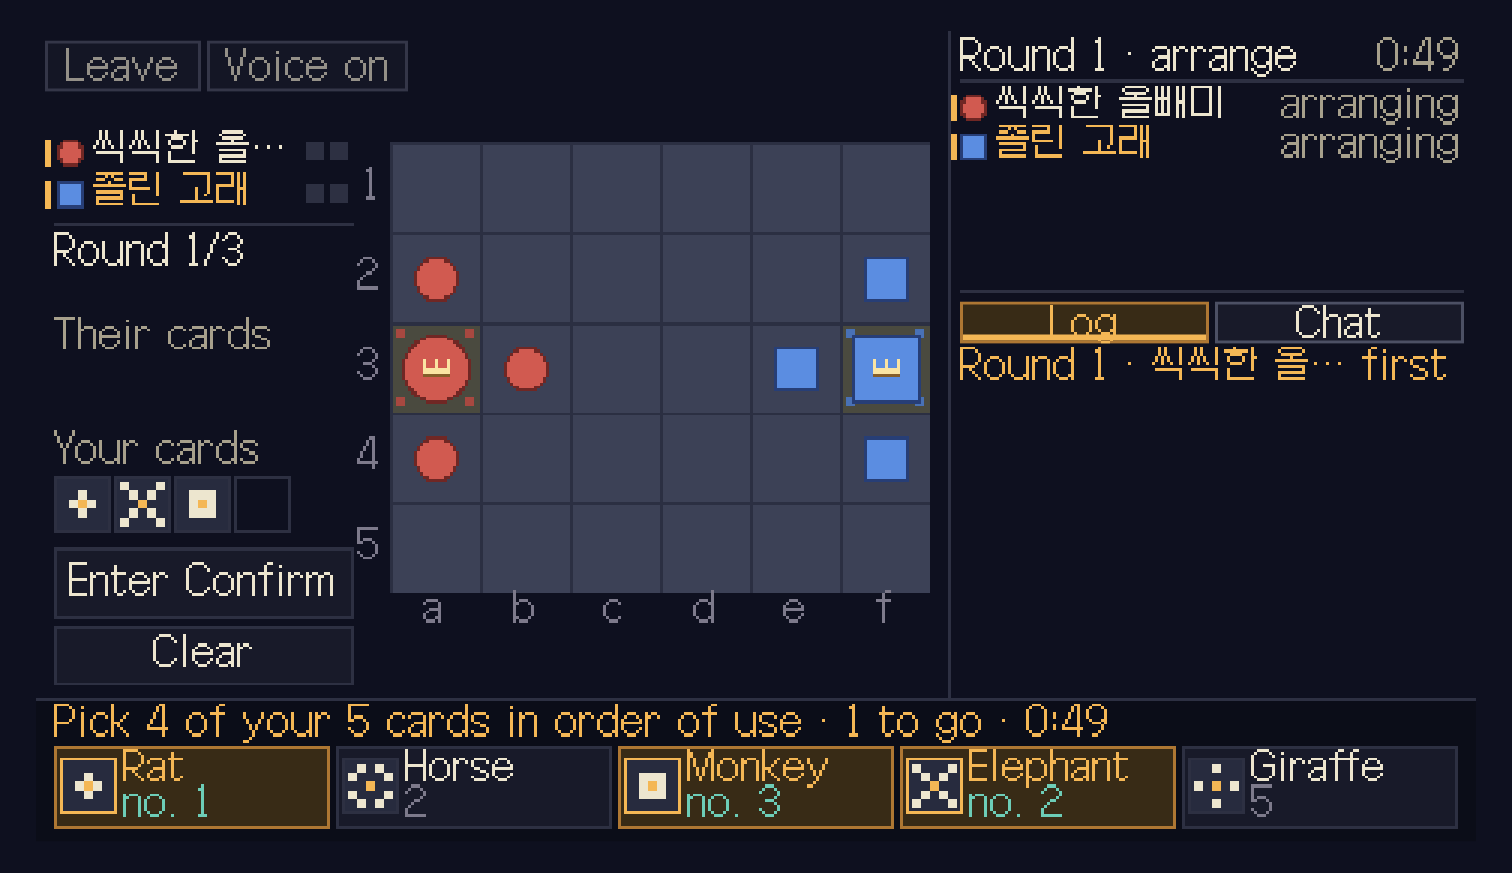 Leave
Voice on
씩씩한 올…
쫄린 고래
Round 1/3
Their cards
Your cards
Enter Confirm
Clear
1
2
3
4
5
a b c d e f
Round 1 · arrange 0:49
씩씩한 올빼미 arranging
쫄린 고래 arranging
Log
Chat
Round 1 · 씩씩한 올… first
Pick 4 of your 5 cards in order of use · 1 to go · 0:49
Rat
no. 1
Horse
2
Monkey
no. 3
Elephant
no. 2
Giraffe
5